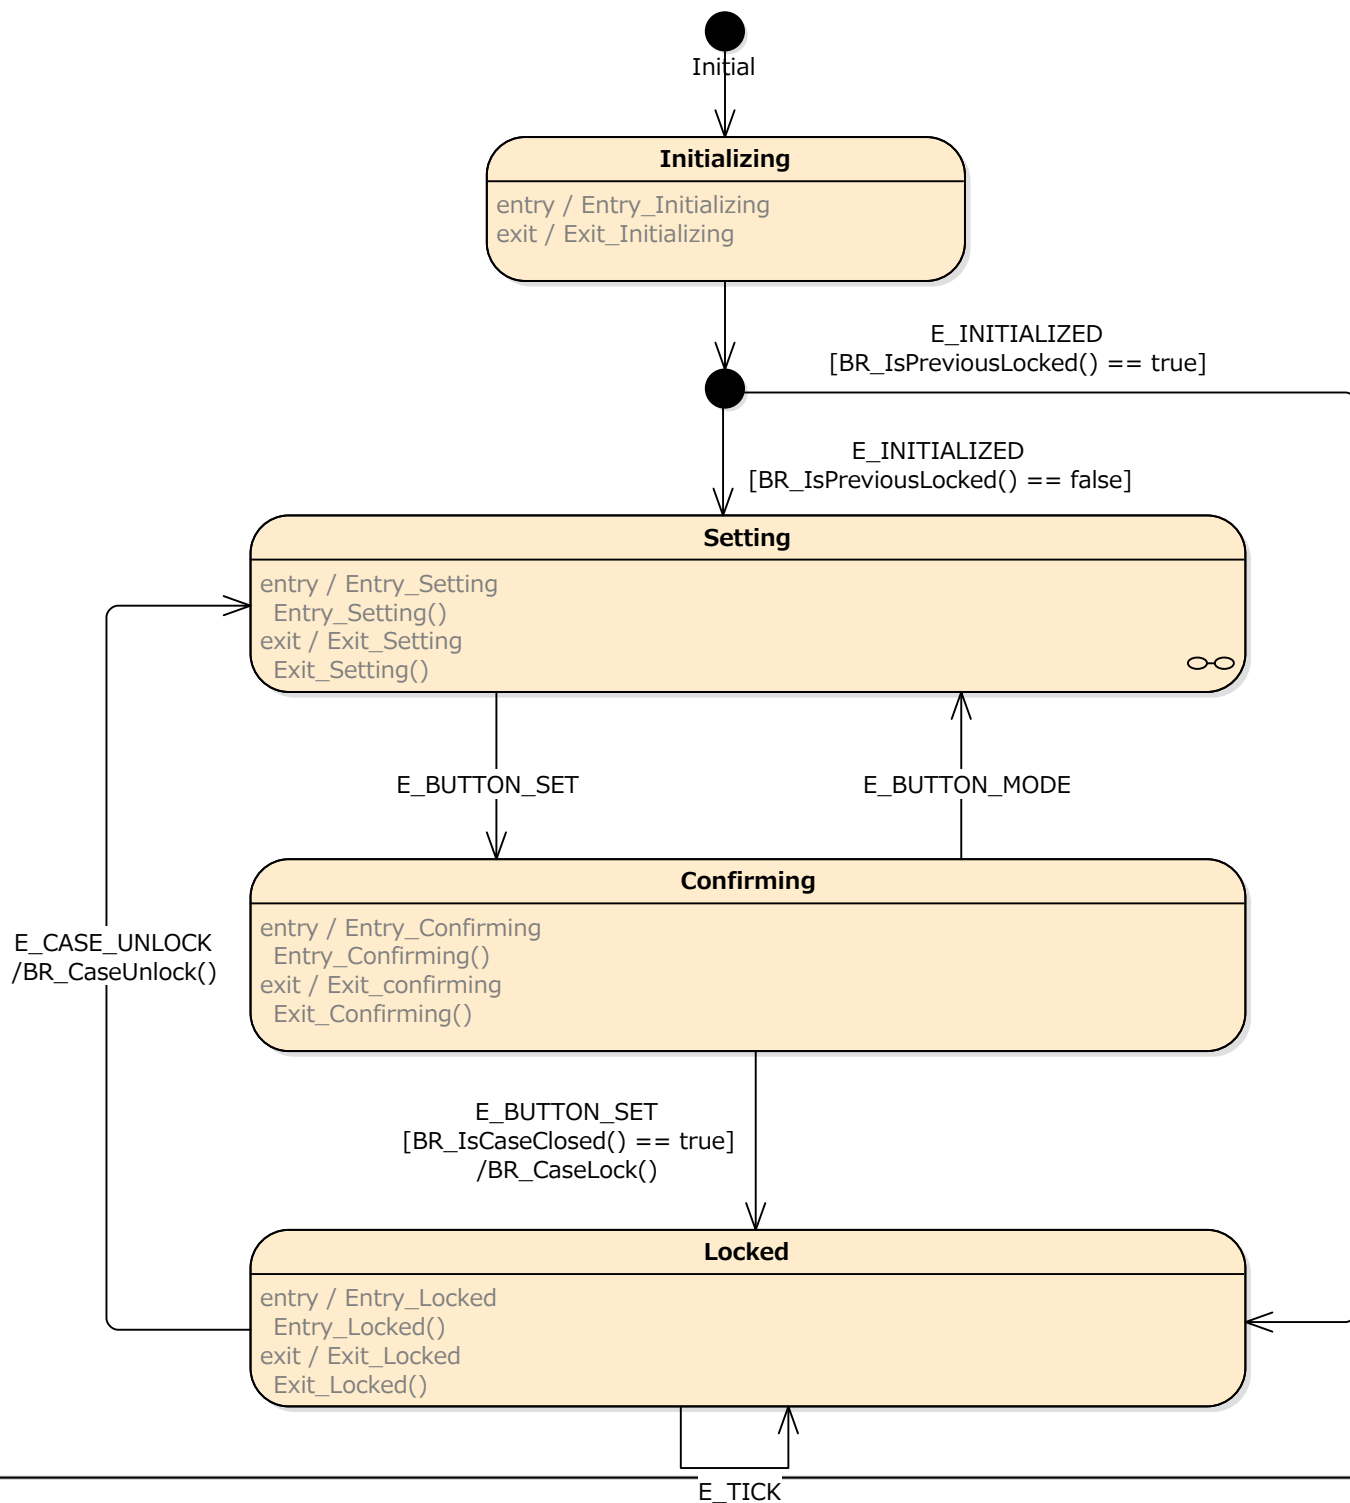 Initial
Initializing
entry / Entry_Initializing
exit / Exit_Initializing
E_INITIALIZED
[BR_IsPreviousLocked() == true]
E_INITIALIZED
[BR_IsPreviousLocked() == false]
Setting
entry / Entry_Setting
Entry_Setting()
exit / Exit_Setting
Exit_Setting()
E_BUTTON_SET
E_BUTTON_MODE
Confirming
entry / Entry_Confirming
Entry_Confirming()
exit / Exit_confirming
Exit_Confirming()
E_CASE_UNLOCK
/BR_CaseUnlock()
E_BUTTON_SET
[BR_IsCaseClosed() == true]
/BR_CaseLock()
Locked
entry / Entry_Locked
Entry_Locked()
exit / Exit_Locked
Exit_Locked()
E_TICK